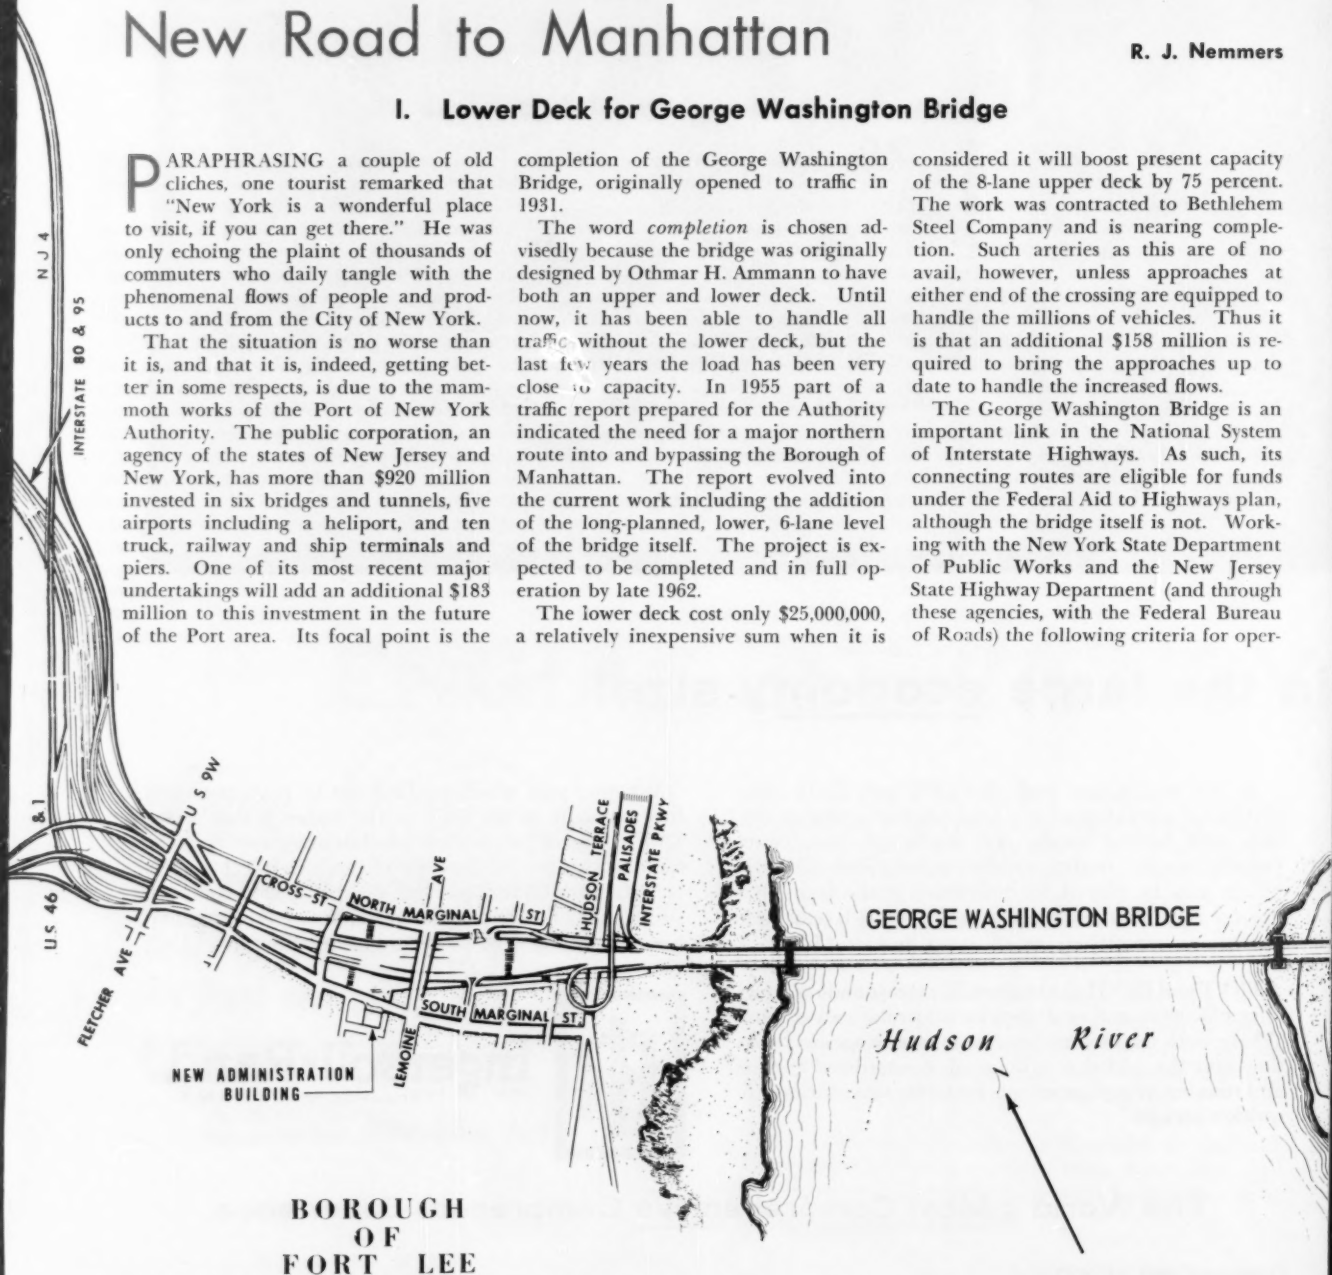 New Road to Manhattan
R. J. Nemmers
I. Lower Deck for George Washington Bridge
PARAPHRASING a couple of old
cliches, one tourist remarked that
"New York is a wonderful place
to visit, if you can get there." He was
only echoing the plaint of thousands of
commuters who daily tangle with the
phenomenal flows of people and prod-
ucts to and from the City of New York.
That the situation is no worse than
it is, and that it is, indeed, getting bet-
ter in some respects, is due to the mam-
moth works of the Port of New York
Authority. The public corporation, an
agency of the states of New Jersey and
New York, has more than $920 million
invested in six bridges and tunnels, five
airports including a heliport, and ten
truck, railway and ship terminals and
piers. One of its most recent major
undertakings will add an additional $183
million to this investment in the future
of the Port area. Its focal point is the
completion of the George Washington
Bridge, originally opened to traffic in
1931.
The word completion is chosen ad-
visedly because the bridge was originally
designed by Othmar H. Ammann to have
both an upper and lower deck. Until
now, it has been able to handle all
traffic without the lower deck, but the
last few years the load has been very
close to capacity. In 1955 part of a
traffic report prepared for the Authority
indicated the need for a major northern
route into and bypassing the Borough of
Manhattan. The report evolved into
the current work including the addition
of the long-planned, lower, 6-lane level
of the bridge itself. The project is ex-
pected to be completed and in full op-
eration by late 1962.
The lower deck cost only $25,000,000,
a relatively inexpensive sum when it is
considered it will boost present capacity
of the 8-lane upper deck by 75 percent.
The work was contracted to Bethlehem
Steel Company and is nearing comple-
tion. Such arteries as this are of no
avail, however, unless approaches at
either end of the crossing are equipped to
handle the millions of vehicles. Thus it
is that an additional $158 million is re-
quired to bring the approaches up to
date to handle the increased flows.
The George Washington Bridge is an
important link in the National System
of Interstate Highways. As such, its
connecting routes are eligible for funds
under the Federal Aid to Highways plan,
although the bridge itself is not. Work-
ing with the New York State Department
of Public Works and the New Jersey
State Highway Department (and through
these agencies, with the Federal Bureau
of Roads) the following criteria for oper-
N J 4
INTERSTATE 80 & 95
& 1
U.S 46
U S 9W
FLETCHER AVE
CROSS-ST
NORTH MARGINAL ST
AVE
LEMOINE
HUDSON TERRACE
PALISADES
INTERSTATE PKWY
SOUTH MARGINAL ST
GEORGE WASHINGTON BRIDGE
Hudson River
N
NEW ADMINISTRATION
BUILDING
BOROUGH
OF
FORT LEE